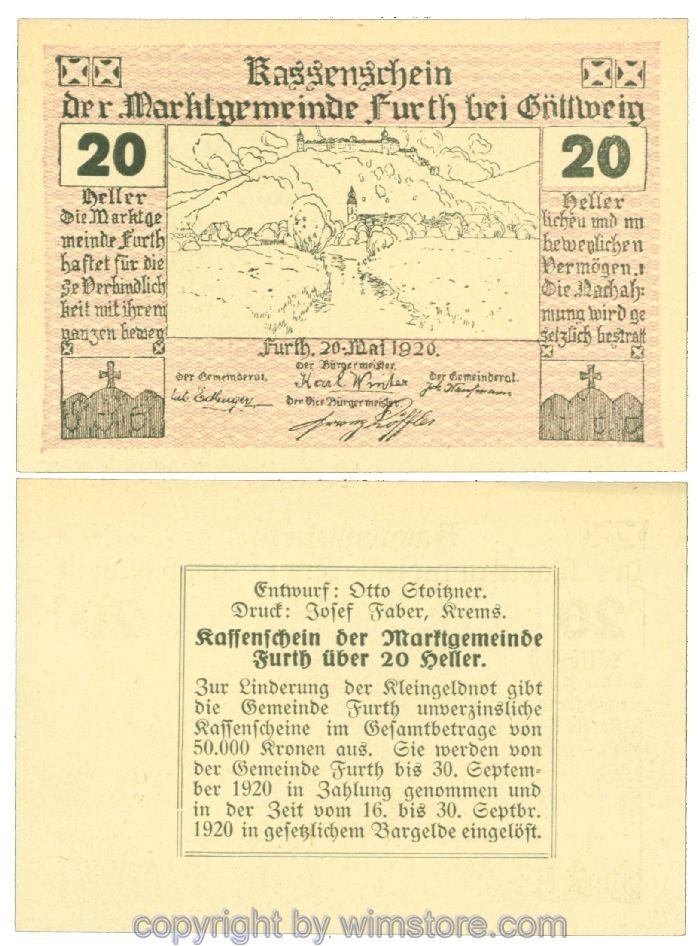 Kassenschein
der Marktgemeinde Furth bei Göttweig
20
Heller
Die Marktge
meinde Furth
haftet für die
se Verbindlich
keit mit ihrem
ganzen beweg
20
Heller
lichen und un
beweglichen
Vermögen.
Die Nachah:
mung wird ge
setzlich bestraft
Furth, 20. Mai 1920.
Der Bürgermeister.
Der Gemeinderat.
Karl Winter
Der Gemeinderat.
Der Vice Bürgermeister
Franz Löffler
Entwurf: Otto Stoitzner.
Druck: Josef Faber, Krems.
Kassenschein der Marktgemeinde
Furth über 20 Heller.
Zur Linderung der Kleingeldnot gibt
die Gemeinde Furth unverzinsliche
Kassenscheine im Gesamtbetrage von
50.000 Kronen aus. Sie werden von
der Gemeinde Furth bis 30. Septem-
ber 1920 in Zahlung genommen und
in der Zeit vom 16. bis 30. Septbr.
1920 in gesetzlichem Bargelde eingelöst.
copyright by wimstore.com